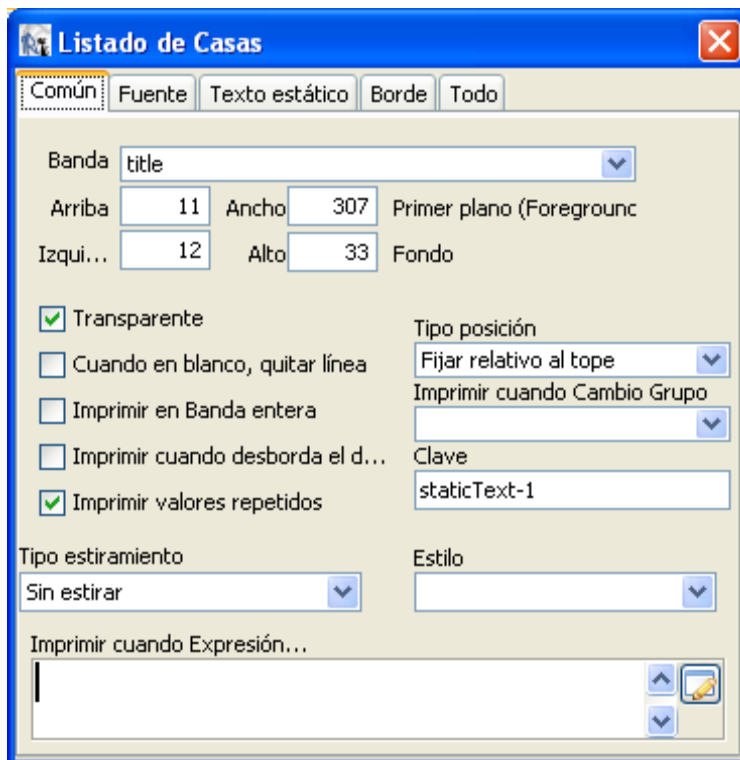 Listado de Casas
Común Fuente Texto estático Borde Todo
Banda title
Arriba 11 Ancho 307 Primer plano (Foregrounc
Izqui... 12 Alto 33 Fondo
Transparente
Tipo posición
Cuando en blanco, quitar línea
Fijar relativo al tope
Imprimir cuando Cambio Grupo
Imprimir en Banda entera
Imprimir cuando desborda el d...
Clave
Imprimir valores repetidos
staticText-1
Tipo estiramiento
Estilo
Sin estirar
Imprimir cuando Expresión...